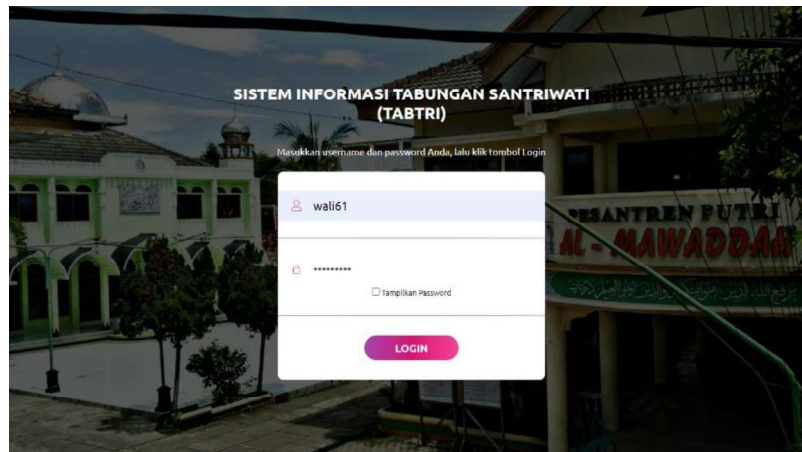 SISTEM INFORMASI TABUNGAN SANTRIWATI
(TABTRI)
Masukkan username dan password Anda, lalu klik tombol Login
wali61
•••••••••
Tampilkan Password
LOGIN
PESANTREN PUTRI
AL - MAWADDAH